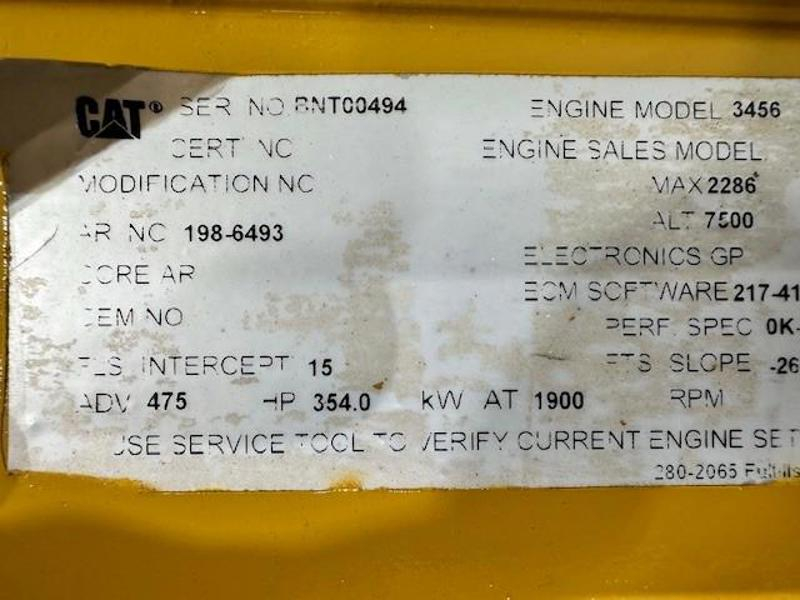 CAT® SER NO. BNT00494 ENGINE MODEL 3456
CERT NO ENGINE SALES MODEL
MODIFICATION NO MAX 2286
ALT 7500
AR NO 198-6493
ELECTRONICS GP
CORE AR
ECM SOFTWARE 217-41
OEM NO
PERF. SPEC 0K-
FLS INTERCEPT 15 FTS SLOPE -26
ADV 475 HP 354.0 kW AT 1900 RPM
USE SERVICE TOOL TO VERIFY CURRENT ENGINE SET
280-2065